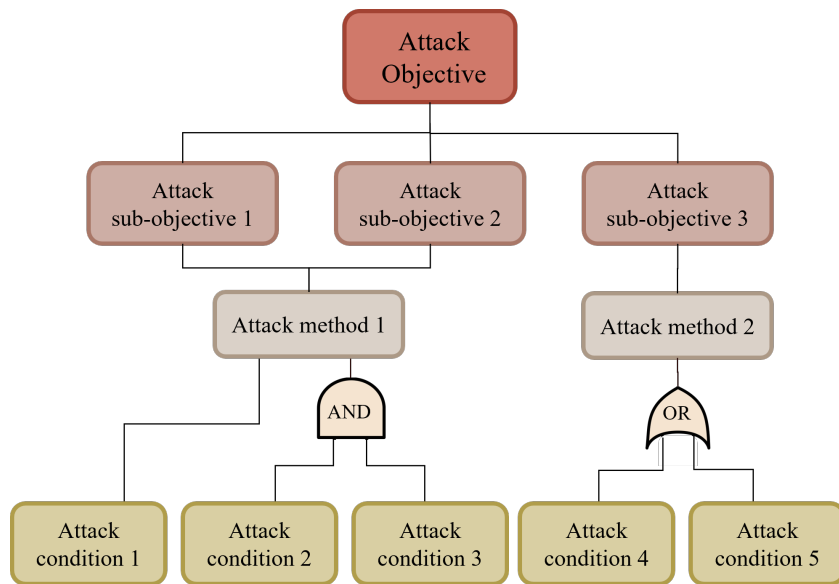 Attack
Objective
Attack
sub-objective 1
Attack
sub-objective 2
Attack
sub-objective 3
Attack method 1
Attack method 2
AND
OR
Attack
condition 1
Attack
condition 2
Attack
condition 3
Attack
condition 4
Attack
condition 5